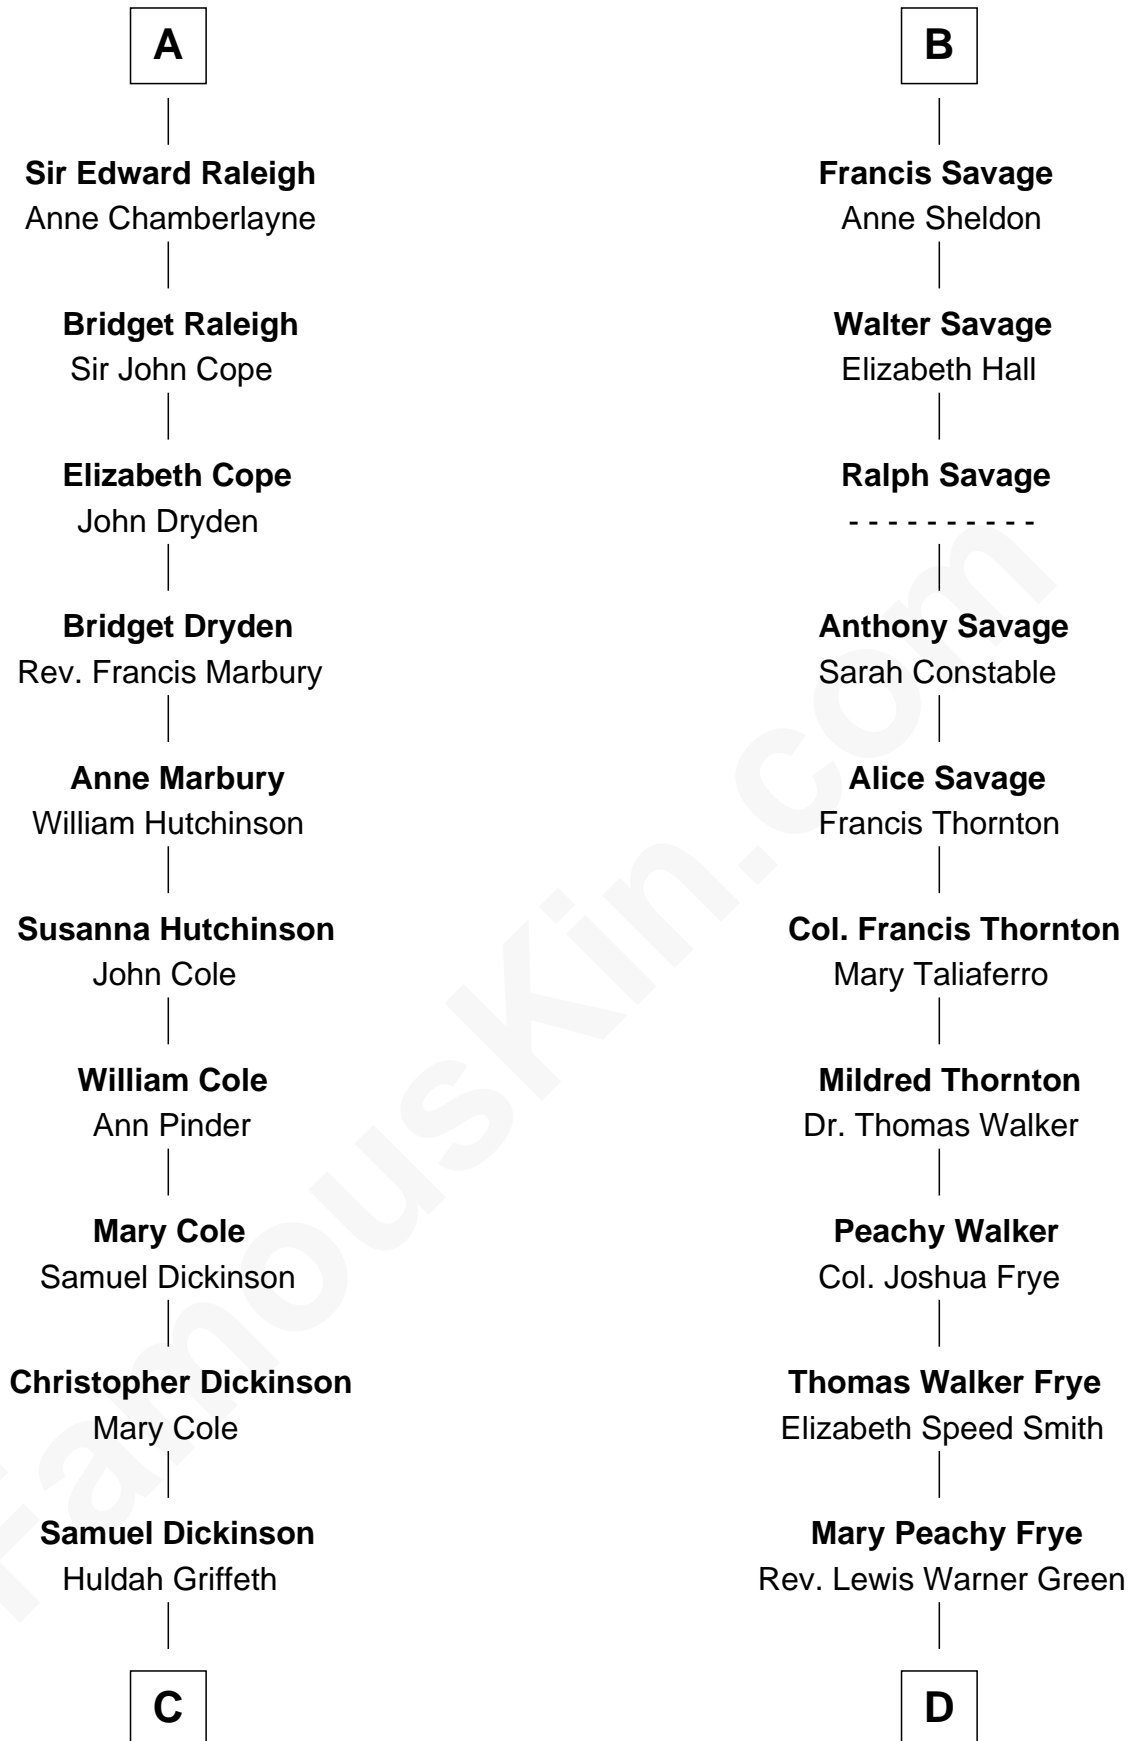 A
Sir Edward Raleigh
Anne Chamberlayne
Bridget Raleigh
Sir John Cope
Elizabeth Cope
John Dryden
Bridget Dryden
Rev. Francis Marbury
Anne Marbury
William Hutchinson
Susanna Hutchinson
John Cole
William Cole
Ann Pinder
Mary Cole
Samuel Dickinson
Christopher Dickinson
Mary Cole
Samuel Dickinson
Huldah Griffeth
C
B
Francis Savage
Anne Sheldon
Walter Savage
Elizabeth Hall
Ralph Savage
- - - - - - - - - -
Anthony Savage
Sarah Constable
Alice Savage
Francis Thornton
Col. Francis Thornton
Mary Taliaferro
Mildred Thornton
Dr. Thomas Walker
Peachy Walker
Col. Joshua Frye
Thomas Walker Frye
Elizabeth Speed Smith
Mary Peachy Frye
Rev. Lewis Warner Green
D
FamousKin.com